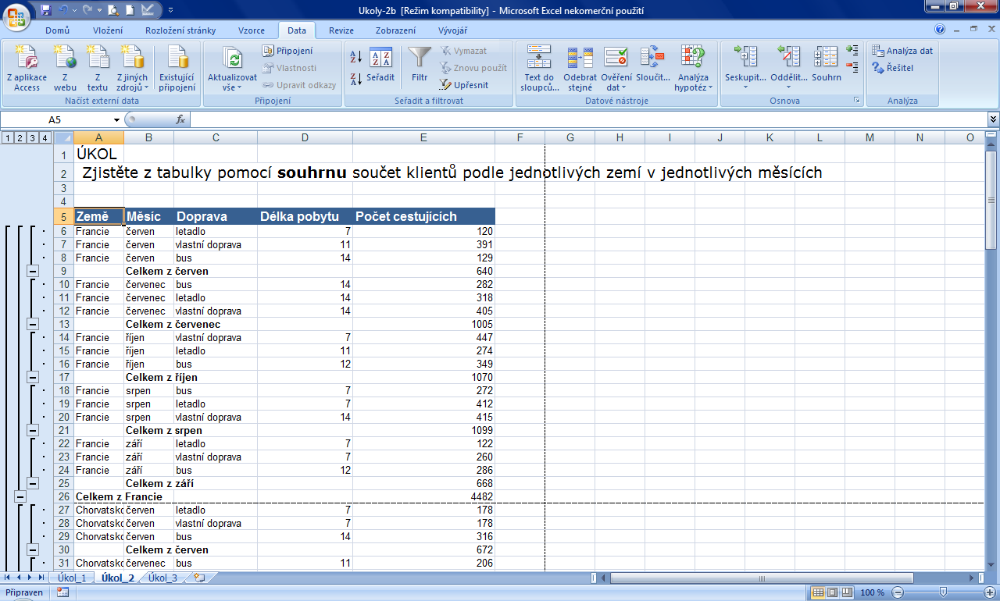 Ukoly-2b [Režim kompatibility] - Microsoft Excel nekomerční použití
Domů Vložení Rozložení stránky Vzorce Data Revize Zobrazení Vývojář
Z aplikace Access
Z webu
Z textu
Z jiných zdrojů
Existující připojení
Načíst externí data
Aktualizovat vše
Připojení
Vlastnosti
Upravit odkazy
Připojení
Seřadit
Filtr
Vymazat
Znovu použít
Upřesnit
Seřadit a filtrovat
Text do sloupců...
Odebrat stejné
Ověření dat
Sloučit...
Analýza hypotéz
Datové nástroje
Seskupit...
Oddělit...
Souhrn
Osnova
Analýza dat
Řešitel
Analýza
A5 fx
1 2 3 4 A B C D E F G H I J K L M N O
1 ÚKOL
2 Zjistěte z tabulky pomocí souhrnu součet klientů podle jednotlivých zemí v jednotlivých měsících
3
4
5 Země Měsíc Doprava Délka pobytu Počet cestujících
6 Francie červen letadlo 7 120
7 Francie červen vlastní doprava 11 391
8 Francie červen bus 14 129
9 Celkem z červen 640
10 Francie červenec bus 14 282
11 Francie červenec letadlo 14 318
12 Francie červenec vlastní doprava 14 405
13 Celkem z červenec 1005
14 Francie říjen vlastní doprava 7 447
15 Francie říjen letadlo 11 274
16 Francie říjen bus 12 349
17 Celkem z říjen 1070
18 Francie srpen bus 7 272
19 Francie srpen letadlo 7 412
20 Francie srpen vlastní doprava 14 415
21 Celkem z srpen 1099
22 Francie září letadlo 7 122
23 Francie září vlastní doprava 7 260
24 Francie září bus 12 286
25 Celkem z září 668
26 Celkem z Francie 4482
27 Chorvatsko červen letadlo 7 178
28 Chorvatsko červen vlastní doprava 7 178
29 Chorvatsko červen bus 14 316
30 Celkem z červen 672
31 Chorvatsko červenec bus 11 206
Úkol_1 Úkol_2 Úkol_3
Připraven 100 %